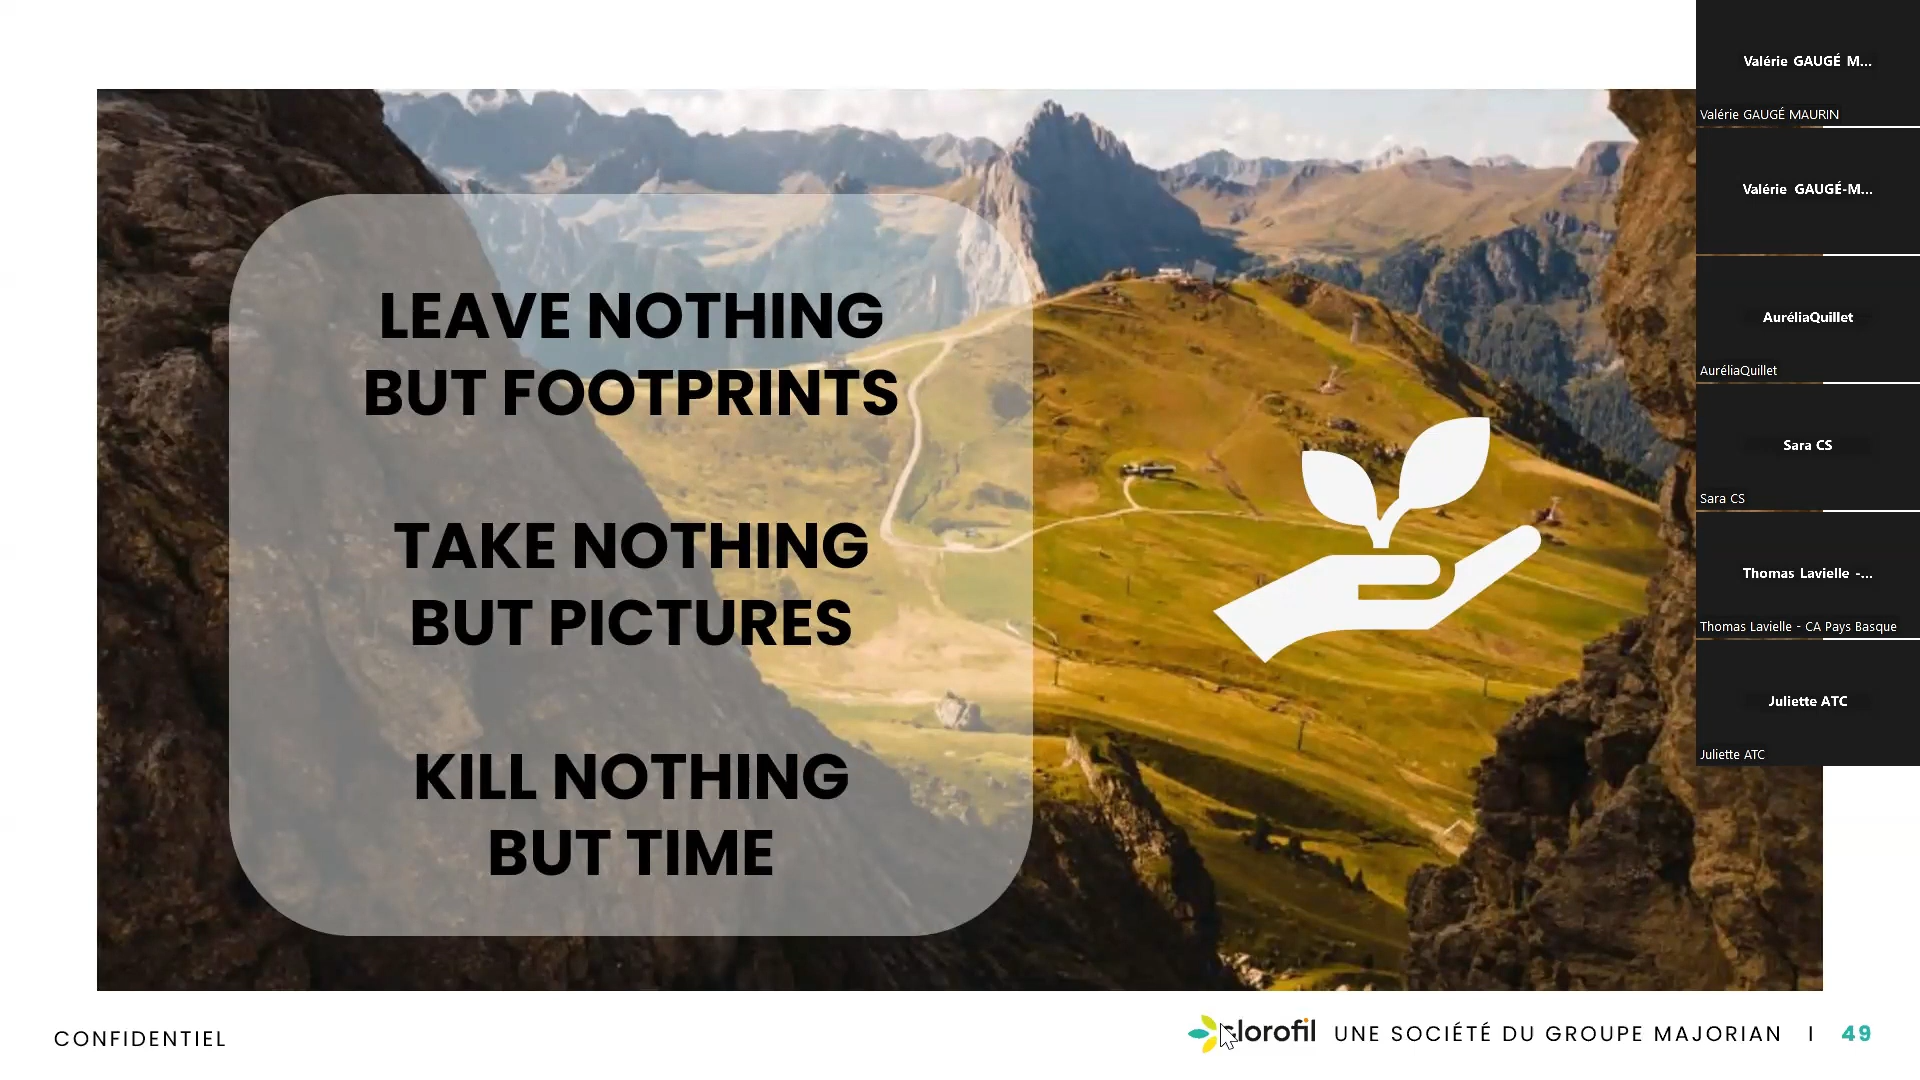 LEAVE NOTHING
BUT FOOTPRINTS
TAKE NOTHING
BUT PICTURES
KILL NOTHING
BUT TIME
Valérie GAUGÉ M...
Valérie GAUGÉ MAURIN
Valérie GAUGÉ-M...
AuréliaQuillet
AuréliaQuillet
Sara CS
Sara CS
Thomas Lavielle -...
Thomas Lavielle - CA Pays Basque
Juliette ATC
Juliette ATC
CONFIDENTIEL
clorofil UNE SOCIÉTÉ DU GROUPE MAJORIAN I 49